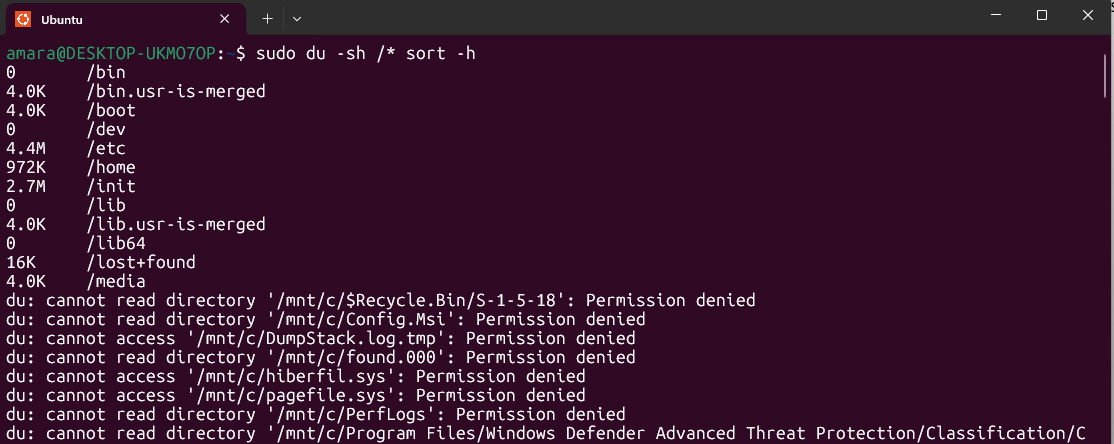 Ubuntu
amara@DESKTOP-UKMO7OP:~$ sudo du -sh /* sort -h
0 /bin
4.0K /bin.usr-is-merged
4.0K /boot
0 /dev
4.4M /etc
972K /home
2.7M /init
0 /lib
4.0K /lib.usr-is-merged
0 /lib64
16K /lost+found
4.0K /media
du: cannot read directory '/mnt/c/$Recycle.Bin/S-1-5-18': Permission denied
du: cannot read directory '/mnt/c/Config.Msi': Permission denied
du: cannot access '/mnt/c/DumpStack.log.tmp': Permission denied
du: cannot read directory '/mnt/c/found.000': Permission denied
du: cannot access '/mnt/c/hiberfil.sys': Permission denied
du: cannot access '/mnt/c/pagefile.sys': Permission denied
du: cannot read directory '/mnt/c/PerfLogs': Permission denied
du: cannot read directory '/mnt/c/Program Files/Windows Defender Advanced Threat Protection/Classification/C